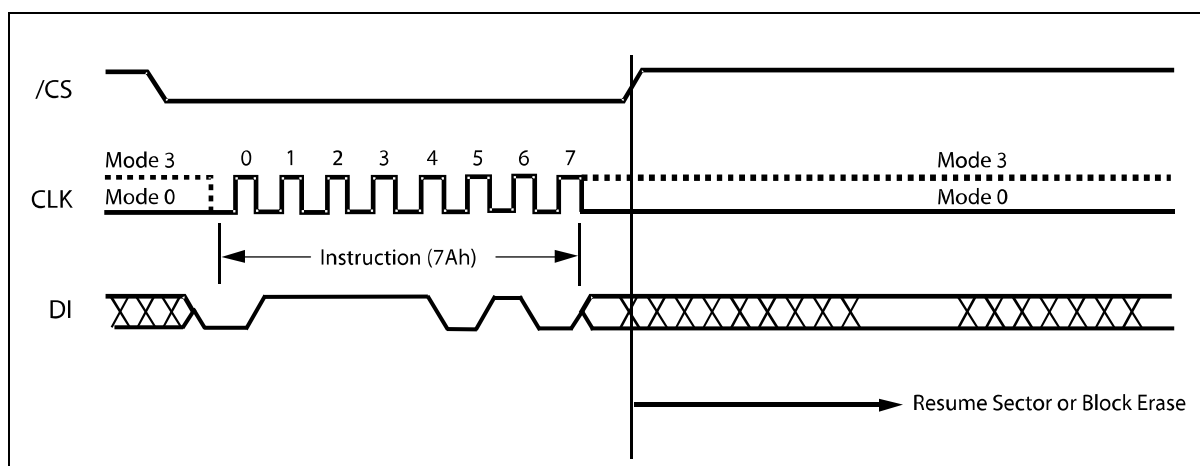 /CS
Mode 3
0 1 2 3 4 5 6 7
Mode 3
CLK
Mode 0
Mode 0
Instruction (7Ah)
DI
Resume Sector or Block Erase